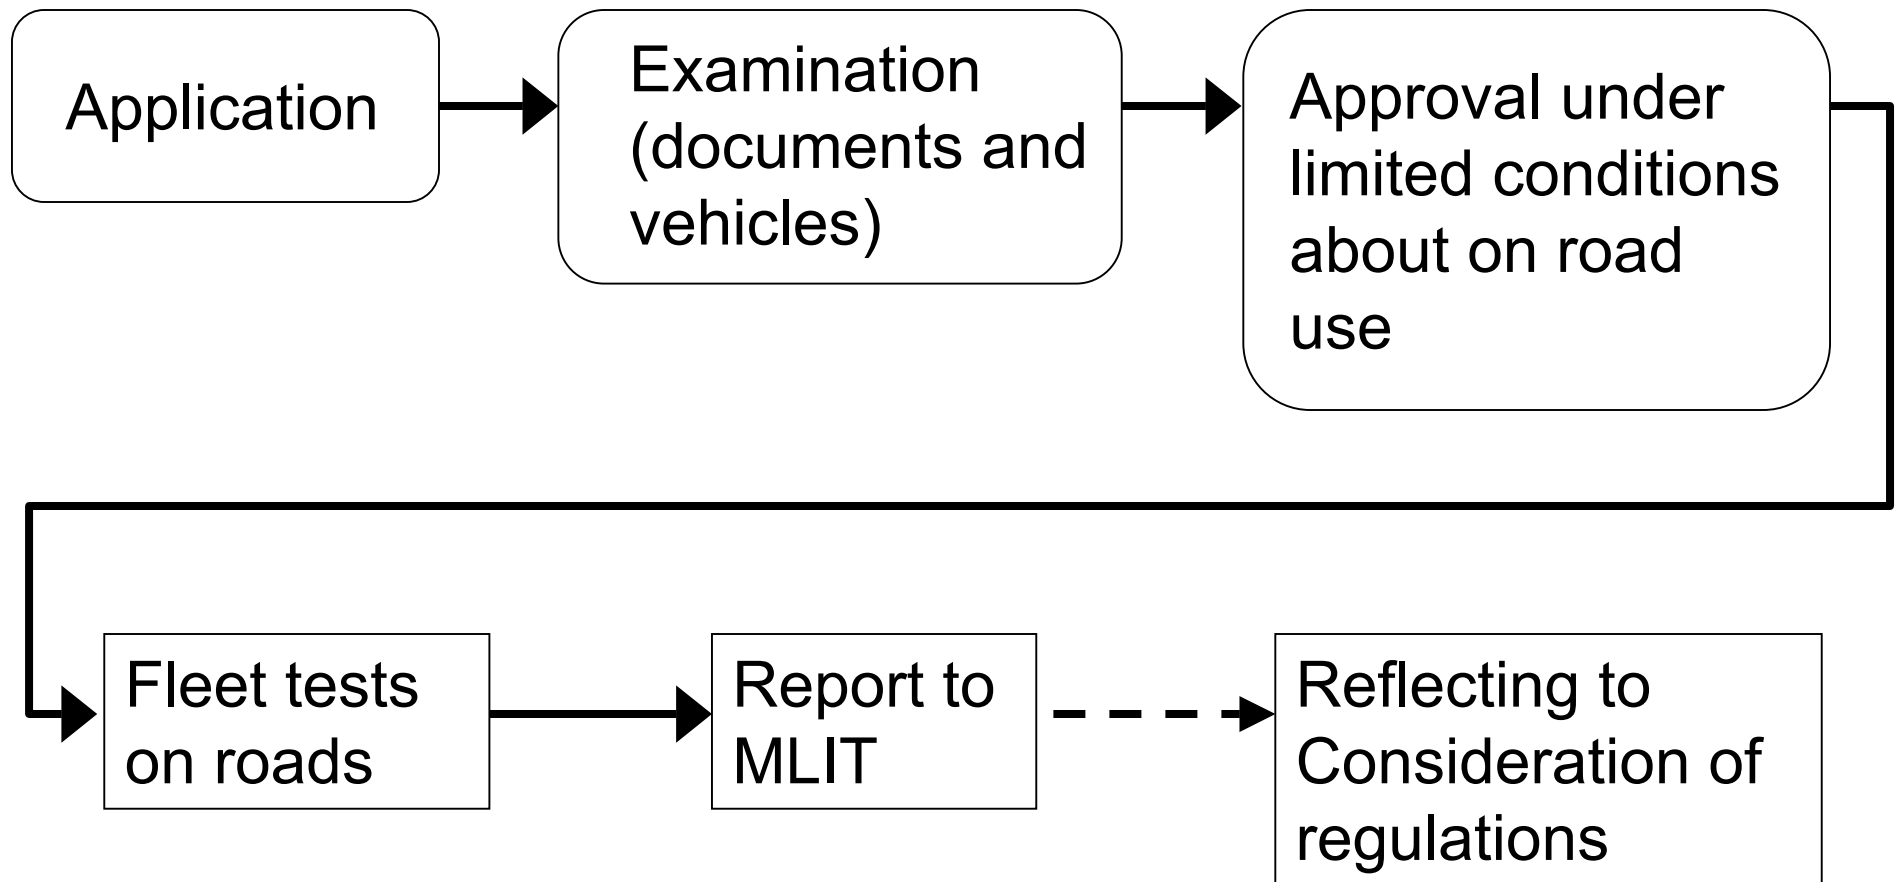 Application
Examination
(documents and
vehicles)
Approval under
limited conditions
about on road
use
Fleet tests
on roads
Report to
MLIT
Reflecting to
Consideration of
regulations